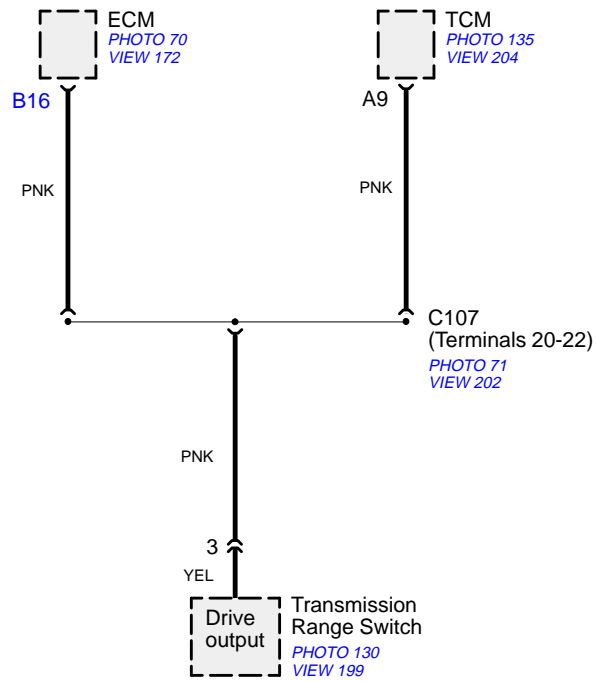 ECM
PHOTO 70
VIEW 172
TCM
PHOTO 135
VIEW 204
B16
A9
PNK
PNK
C107
(Terminals 20-22)
PHOTO 71
VIEW 202
PNK
3
YEL
Drive
output
Transmission
Range Switch
PHOTO 130
VIEW 199